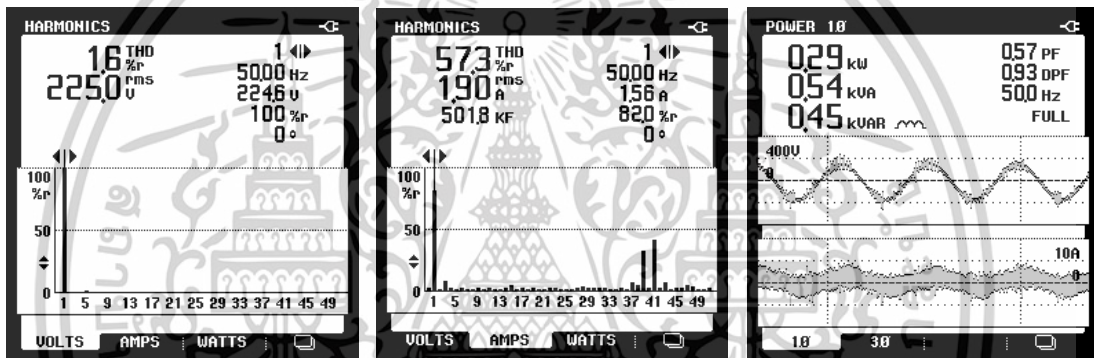 HARMONICS
1,6 THD %r
225,0 rms V
1
50,00 Hz
224,6 V
100 %r
0 °
100
%r
50
0
1 5 9 13 17 21 25 29 33 37 41 45 49
VOLTS AMPS WATTS
HARMONICS
57,3 THD %r
1,90 rms A
501,8 KF
1
50,00 Hz
1,56 A
82,0 %r
0 °
100
%r
50
0
1 5 9 13 17 21 25 29 33 37 41 45 49
VOLTS AMPS WATTS
POWER 1Ø
0,29 kW
0,54 kVA
0,45 kVAR
0,57 PF
0,93 DPF
50,0 Hz
FULL
400V
0
10A
0
1Ø 3Ø